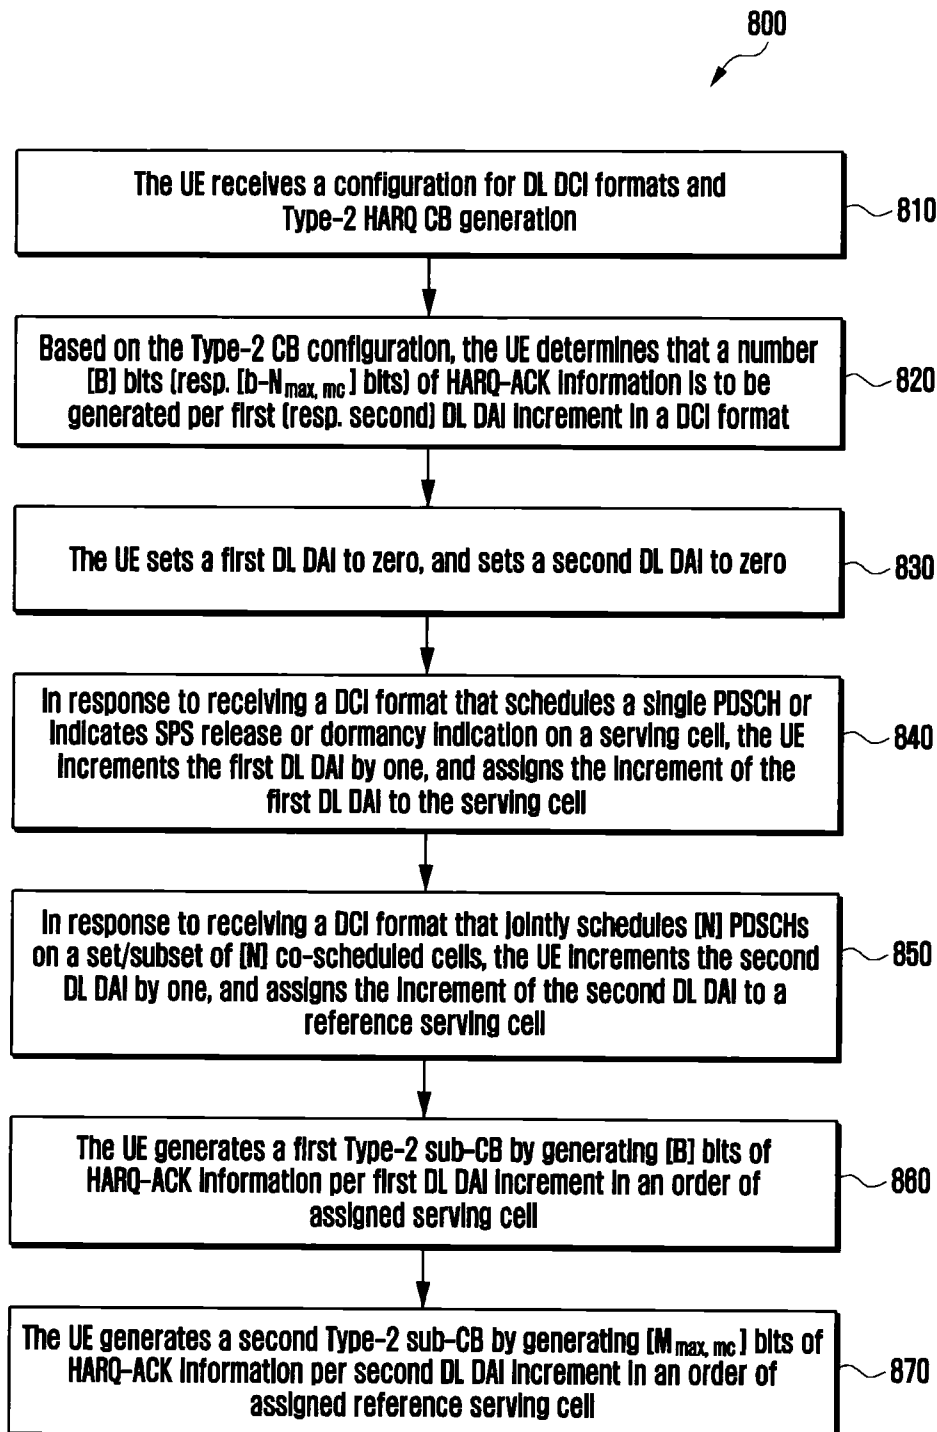 800
The UE receives a configuration for DL DCI formats and
Type-2 HARQ CB generation
810
Based on the Type-2 CB configuration, the UE determines that a number
[B] bits (resp. [b-Nmax, mc] bits) of HARQ-ACK information is to be
generated per first (resp. second) DL DAI increment in a DCI format
820
The UE sets a first DL DAI to zero, and sets a second DL DAI to zero
830
In response to receiving a DCI format that schedules a single PDSCH or
indicates SPS release or dormancy indication on a serving cell, the UE
increments the first DL DAI by one, and assigns the increment of the
first DL DAI to the serving cell
840
In response to receiving a DCI format that jointly schedules [N] PDSCHs
on a set/subset of [N] co-scheduled cells, the UE increments the second
DL DAI by one, and assigns the increment of the second DL DAI to a
reference serving cell
850
The UE generates a first Type-2 sub-CB by generating [B] bits of
HARQ-ACK information per first DL DAI increment in an order of
assigned serving cell
860
The UE generates a second Type-2 sub-CB by generating [Mmax, mc] bits of
HARQ-ACK information per second DL DAI increment in an order of
assigned reference serving cell
870